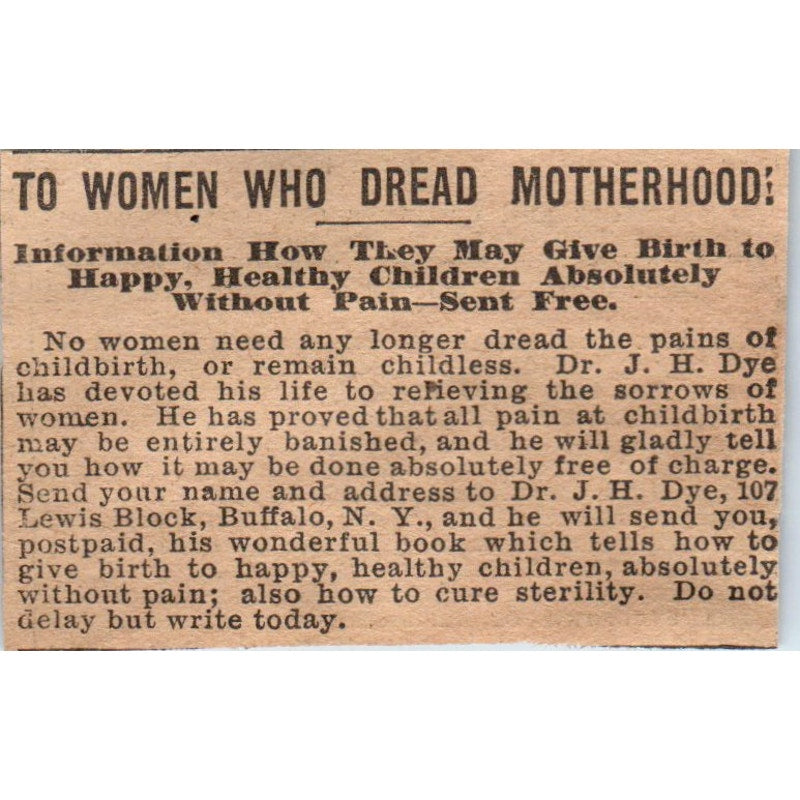 TO WOMEN WHO DREAD MOTHERHOOD!
Information How They May Give Birth to
Happy, Healthy Children Absolutely
Without Pain—Sent Free.
No women need any longer dread the pains of
childbirth, or remain childless. Dr. J. H. Dye
has devoted his life to relieving the sorrows of
women. He has proved that all pain at childbirth
may be entirely banished, and he will gladly tell
you how it may be done absolutely free of charge.
Send your name and address to Dr. J. H. Dye, 107
Lewis Block, Buffalo, N. Y., and he will send you,
postpaid, his wonderful book which tells how to
give birth to happy, healthy children, absolutely
without pain; also how to cure sterility. Do not
delay but write today.